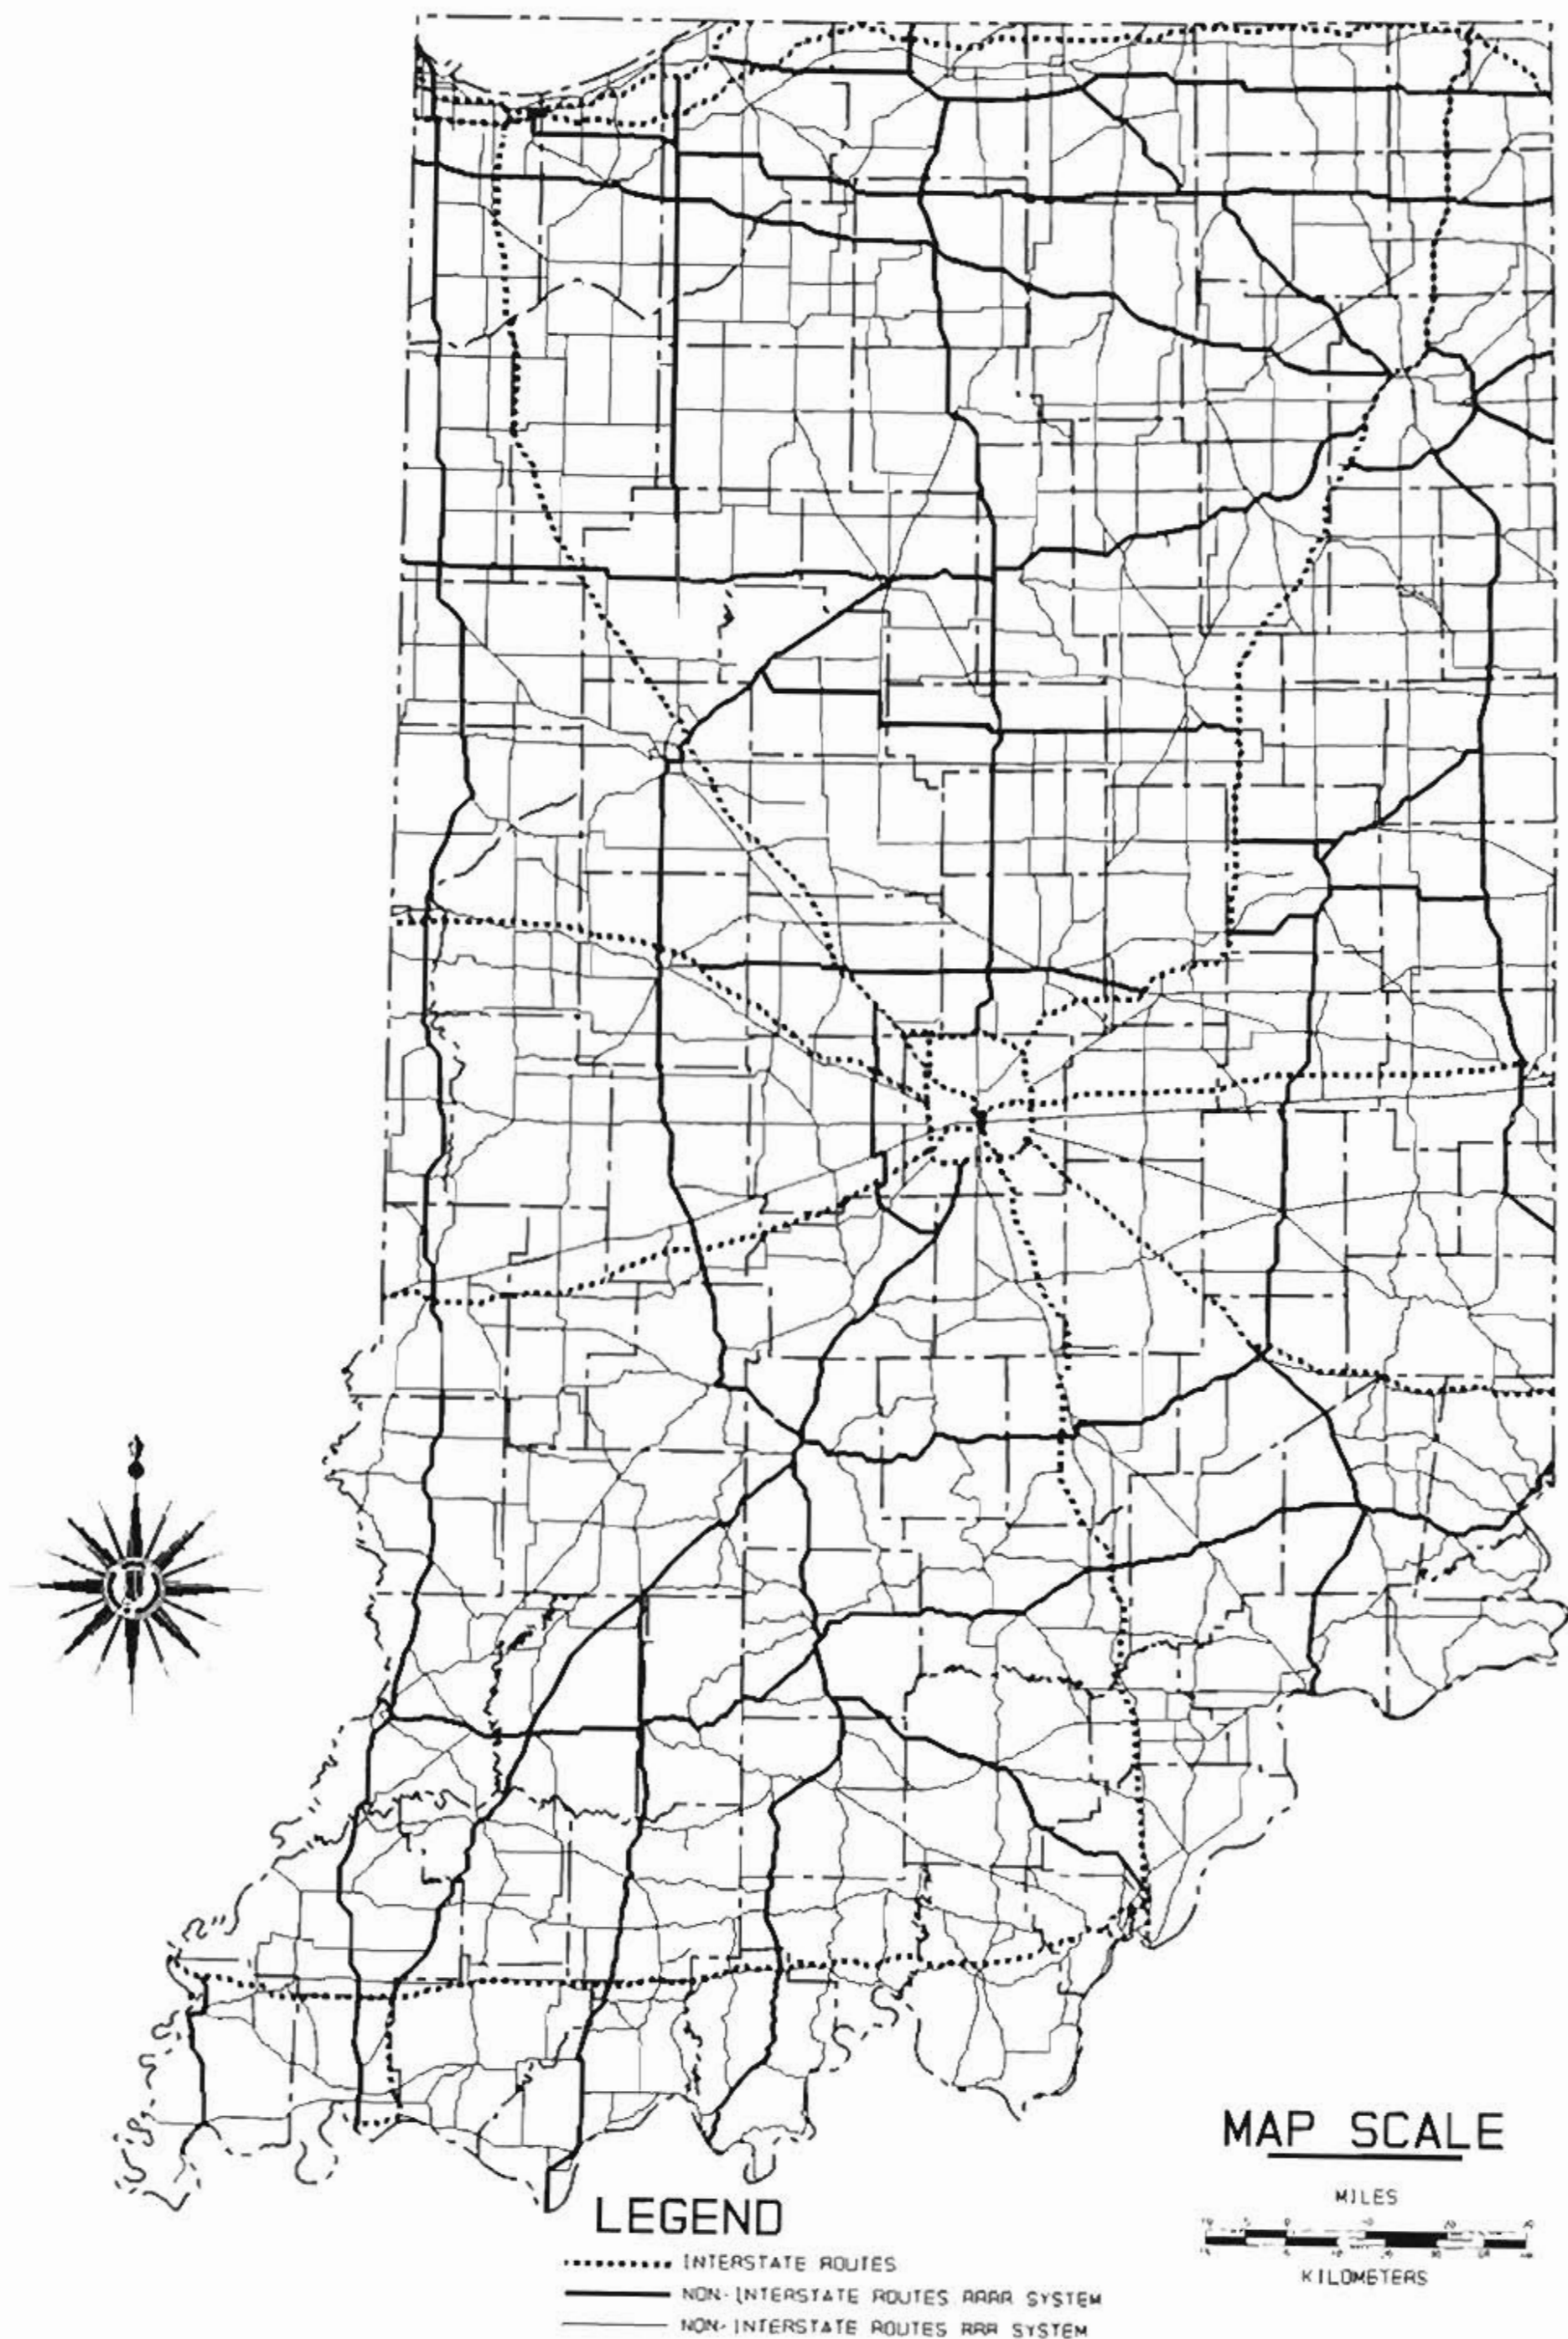 MAP SCALE
MILES
KILOMETERS
LEGEND
INTERSTATE ROUTES
NON-INTERSTATE ROUTES RRRR SYSTEM
NON-INTERSTATE ROUTES RRR SYSTEM